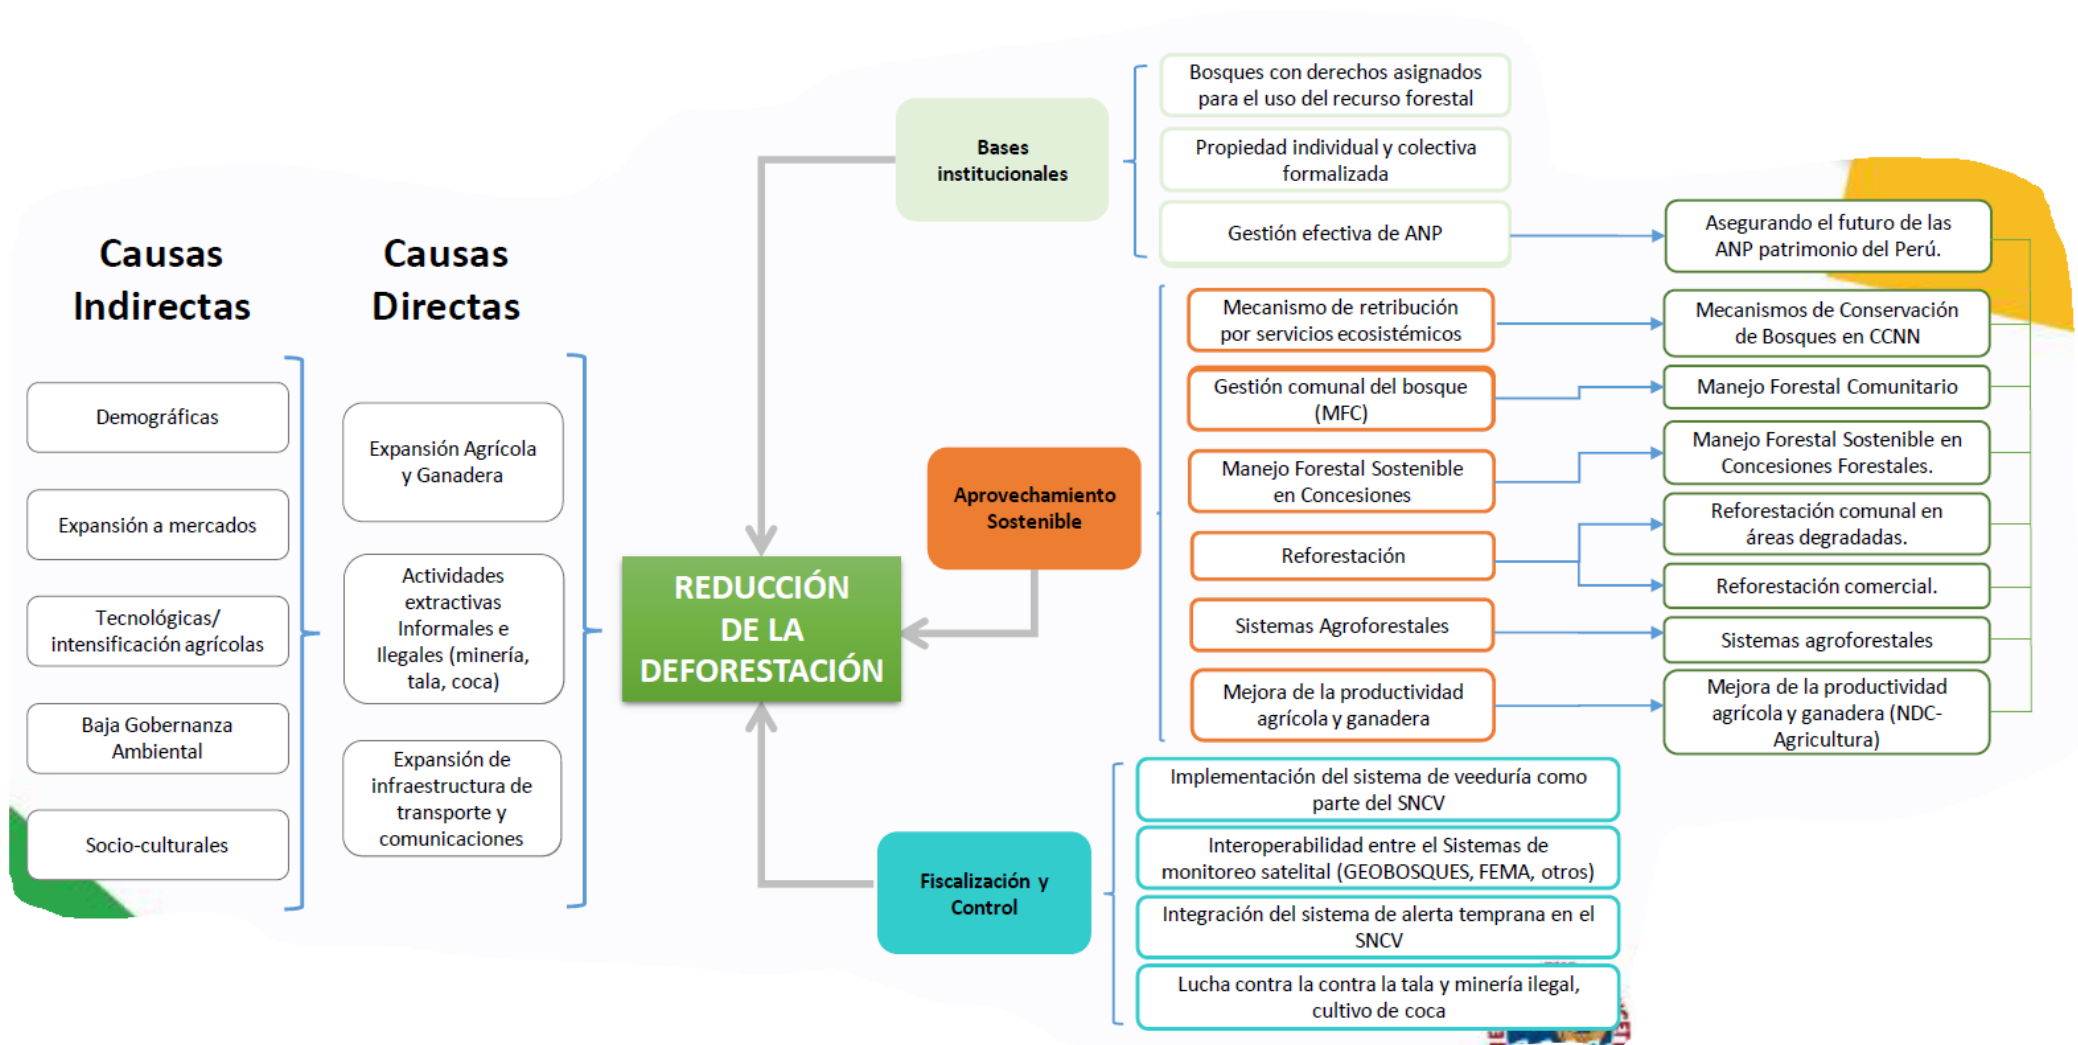 Causas
Indirectas
Demográficas
Expansión a mercados
Tecnológicas/
intensificación agrícolas
Baja Gobernanza
Ambiental
Socio-culturales
Causas
Directas
Expansión Agrícola
y Ganadera
Actividades
extractivas
Informales e
Ilegales (minería,
tala, coca)
Expansión de
infraestructura de
transporte y
comunicaciones
REDUCCIÓN
DE LA
DEFORESTACIÓN
Bases
institucionales
Bosques con derechos asignados
para el uso del recurso forestal
Propiedad individual y colectiva
formalizada
Gestión efectiva de ANP
Asegurando el futuro de las
ANP patrimonio del Perú.
Aprovechamiento
Sostenible
Mecanismo de retribución
por servicios ecosistémicos
Mecanismos de Conservación
de Bosques en CCNN
Gestión comunal del bosque
(MFC)
Manejo Forestal Comunitario
Manejo Forestal Sostenible
en Concesiones
Manejo Forestal Sostenible en
Concesiones Forestales.
Reforestación
Reforestación comunal en
áreas degradadas.
Reforestación comercial.
Sistemas Agroforestales
Sistemas agroforestales
Mejora de la productividad
agrícola y ganadera
Mejora de la productividad
agrícola y ganadera (NDC-
Agricultura)
Fiscalización y
Control
Implementación del sistema de veeduría como
parte del SNCV
Interoperabilidad entre el Sistemas de
monitoreo satelital (GEOBOSQUES, FEMA, otros)
Integración del sistema de alerta temprana en el
SNCV
Lucha contra la contra la tala y minería ilegal,
cultivo de coca